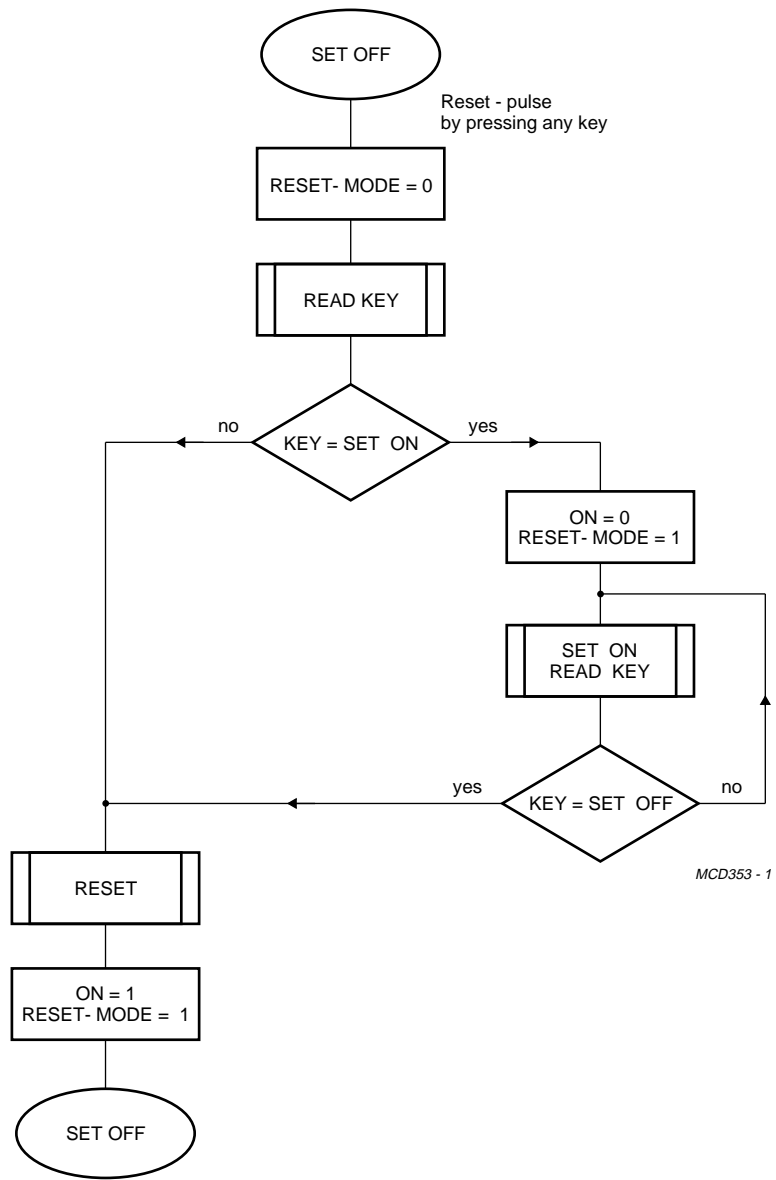 SET OFF
Reset - pulse
by pressing any key
RESET- MODE = 0
READ KEY
no
KEY = SET ON
yes
ON = 0
RESET- MODE = 1
SET ON
READ KEY
yes
KEY = SET OFF
no
MCD353 - 1
RESET
ON = 1
RESET- MODE = 1
SET OFF